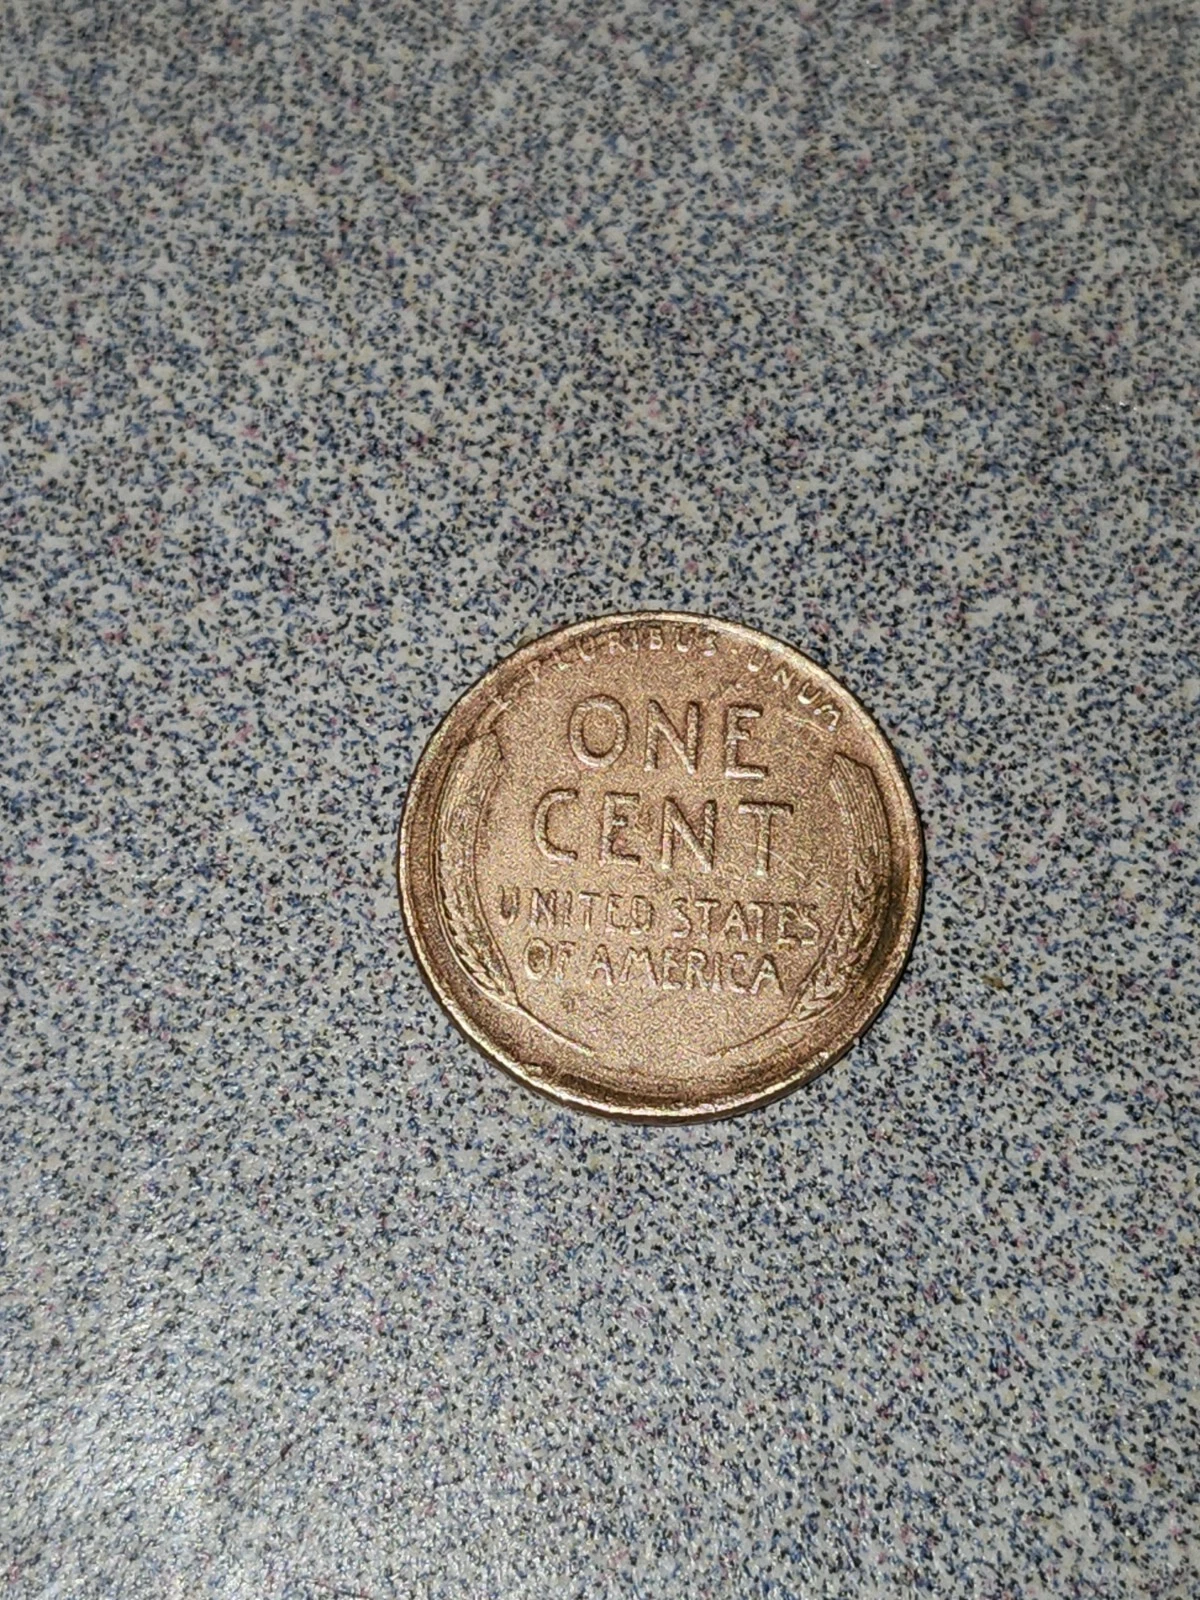 PLURIBUS · UNUM
ONE
CENT
UNITED STATES
OF AMERICA